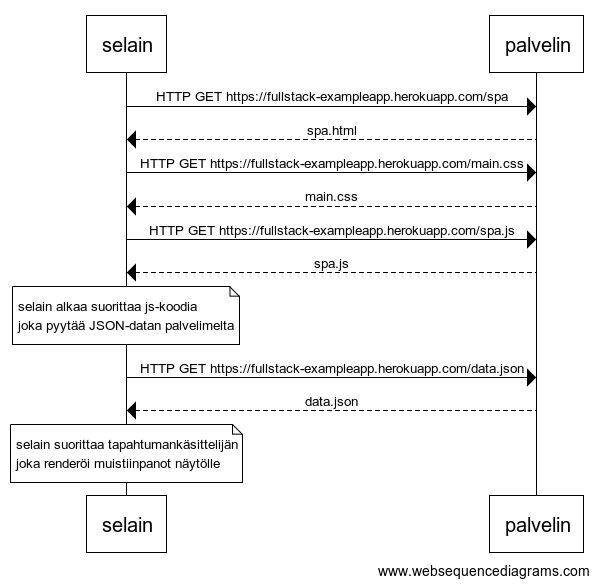 selain
palvelin
HTTP GET https://fullstack-exampleapp.herokuapp.com/spa
spa.html
HTTP GET https://fullstack-exampleapp.herokuapp.com/main.css
main.css
HTTP GET https://fullstack-exampleapp.herokuapp.com/spa.js
spa.js
selain alkaa suorittaa js-koodia
joka pyytää JSON-datan palvelimelta
HTTP GET https://fullstack-exampleapp.herokuapp.com/data.json
data.json
selain suorittaa tapahtumankäsittelijän
joka renderöi muistiinpanot näytölle
selain
palvelin
www.websequencediagrams.com